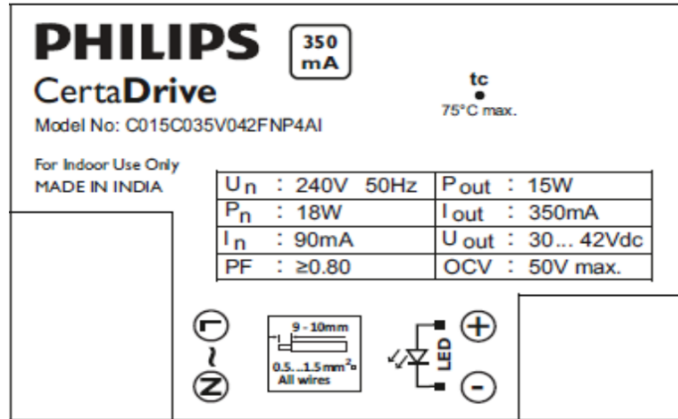 PHILIPS
350
mA
CertaDrive
Model No: C015C035V042FNP4AI
tc
75°C max.
For Indoor Use Only
MADE IN INDIA
Un : 240V 50Hz Pout : 15W
Pn : 18W Iout : 350mA
In : 90mA Uout : 30... 42Vdc
PF : ≥0.80 OCV : 50V max.
L
~
N
9 - 10mm
0.5...1.5mm²
All wires
LED
+
-